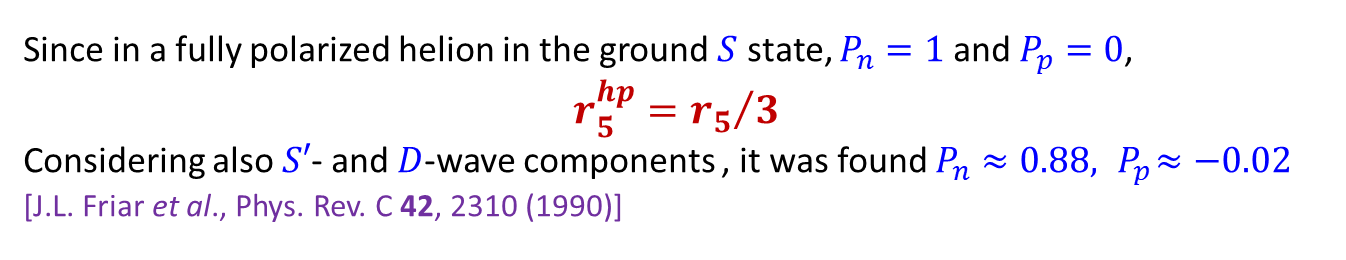 Since in a fully polarized helion in the ground S state, Pₙ = 1 and Pₚ = 0,
r₅ʰᵖ = r₅/3
Considering also S′- and D-wave components, it was found Pₙ ≈ 0.88, Pₚ ≈ −0.02
[J.L. Friar et al., Phys. Rev. C 42, 2310 (1990)]